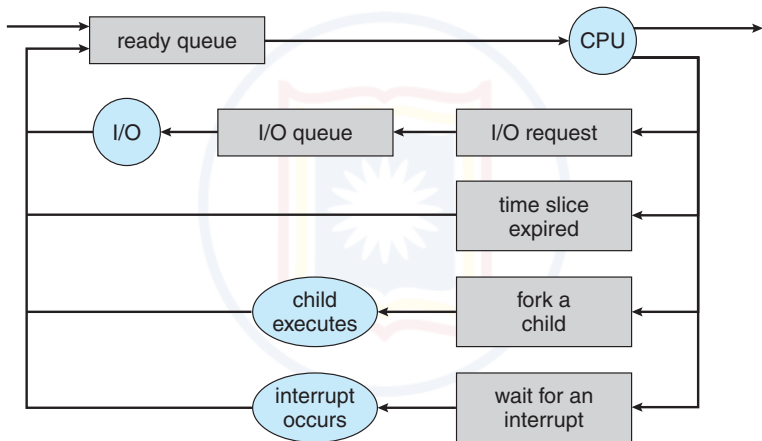 ready queue
CPU
I/O
I/O queue
I/O request
time slice
expired
child
executes
fork a
child
interrupt
occurs
wait for an
interrupt